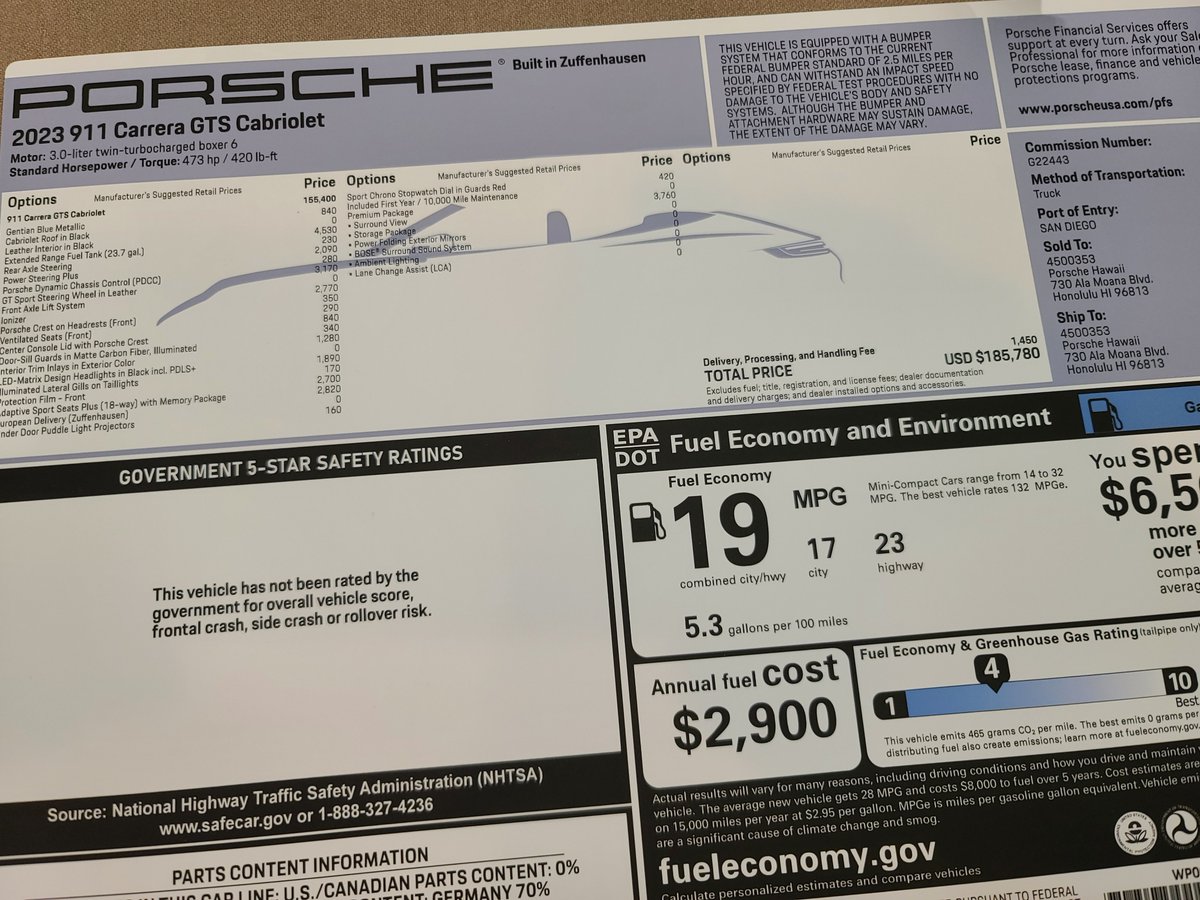 PORSCHE® Built in Zuffenhausen
2023 911 Carrera GTS Cabriolet
Motor: 3.0-liter twin-turbocharged boxer 6
Standard Horsepower / Torque: 473 hp / 420 lb-ft
THIS VEHICLE IS EQUIPPED WITH A BUMPER
SYSTEM THAT CONFORMS TO THE CURRENT
FEDERAL BUMPER STANDARD OF 2.5 MILES PER
HOUR, AND CAN WITHSTAND AN IMPACT SPEED
SPECIFIED BY FEDERAL TEST PROCEDURES WITH NO
DAMAGE TO THE VEHICLE'S BODY AND SAFETY
SYSTEMS. ALTHOUGH THE BUMPER AND
ATTACHMENT HARDWARE MAY SUSTAIN DAMAGE,
THE EXTENT OF THE DAMAGE MAY VARY.
Porsche Financial Services offers
support at every turn. Ask your
Professional for more information
Porsche lease, finance and vehicle
protections programs.
www.porscheusa.com/pfs
Options Manufacturer's Suggested Retail Prices Price
911 Carrera GTS Cabriolet 155,400
Gentian Blue Metallic 840
Cabriolet Roof in Black 0
Leather Interior in Black 4,530
Extended Range Fuel Tank (23.7 gal.) 230
Rear Axle Steering 2,090
Power Steering Plus 280
Porsche Dynamic Chassis Control (PDCC) 3,170
GT Sport Steering Wheel in Leather 0
Front Axle Lift System 2,770
Ionizer 350
Porsche Crest on Headrests (Front) 290
Ventilated Seats (Front) 840
Center Console Lid with Porsche Crest 340
Door-Sill Guards in Matte Carbon Fiber, Illuminated 1,280
Interior Trim Inlays in Exterior Color 0
LED-Matrix Design Headlights in Black incl. PDLS+ 1,890
Illuminated Lateral Gills on Taillights 170
Protection Film - Front 2,700
Adaptive Sport Seats Plus (18-way) with Memory Package 2,820
European Delivery (Zuffenhausen) 0
Under Door Puddle Light Projectors 160
Options Manufacturer's Suggested Retail Prices Price
Sport Chrono Stopwatch Dial in Guards Red 420
Included First Year / 10,000 Mile Maintenance 0
Premium Package 3,760
• Surround View 0
• Storage Package 0
• Power Folding Exterior Mirrors 0
• BOSE® Surround Sound System 0
• Ambient Lighting 0
• Lane Change Assist (LCA) 0
Options Manufacturer's Suggested Retail Prices Price
Delivery, Processing, and Handling Fee 1,450
TOTAL PRICE USD $185,780
Excludes fuel; title, registration, and license fees; dealer documentation
and delivery charges; and dealer installed options and accessories.
Commission Number:
G22443
Method of Transportation:
Truck
Port of Entry:
SAN DIEGO
Sold To:
4500353
Porsche Hawaii
730 Ala Moana Blvd.
Honolulu HI 96813
Ship To:
4500353
Porsche Hawaii
730 Ala Moana Blvd.
Honolulu HI 96813
GOVERNMENT 5-STAR SAFETY RATINGS
This vehicle has not been rated by the
government for overall vehicle score,
frontal crash, side crash or rollover risk.
Source: National Highway Traffic Safety Administration (NHTSA)
www.safecar.gov or 1-888-327-4236
PARTS CONTENT INFORMATION
CAR LINE: U.S./CANADIAN PARTS CONTENT: 0%
GERMANY 70%
EPA
DOT
Fuel Economy and Environment
Fuel Economy
19 MPG
combined city/hwy
17
city
23
highway
Mini-Compact Cars range from 14 to 32
MPG. The best vehicle rates 132 MPGe.
5.3 gallons per 100 miles
You
$6,5
more
over
Annual fuel cost
$2,900
Fuel Economy & Greenhouse Gas Rating (tailpipe only)
4
1
10
Best
This vehicle emits 465 grams CO₂ per mile. The best emits 0 grams per
distributing fuel also create emissions; learn more at fueleconomy.gov.
Actual results will vary for many reasons, including driving conditions and how you drive and maintain
vehicle. The average new vehicle gets 28 MPG and costs $8,000 to fuel over 5 years. Cost estimates are
on 15,000 miles per year at $2.95 per gallon. MPGe is miles per gasoline gallon equivalent. Vehicle
are a significant cause of climate change and smog.
fueleconomy.gov
Calculate personalized estimates and compare vehicles
PURSUANT TO FEDERAL
WP0